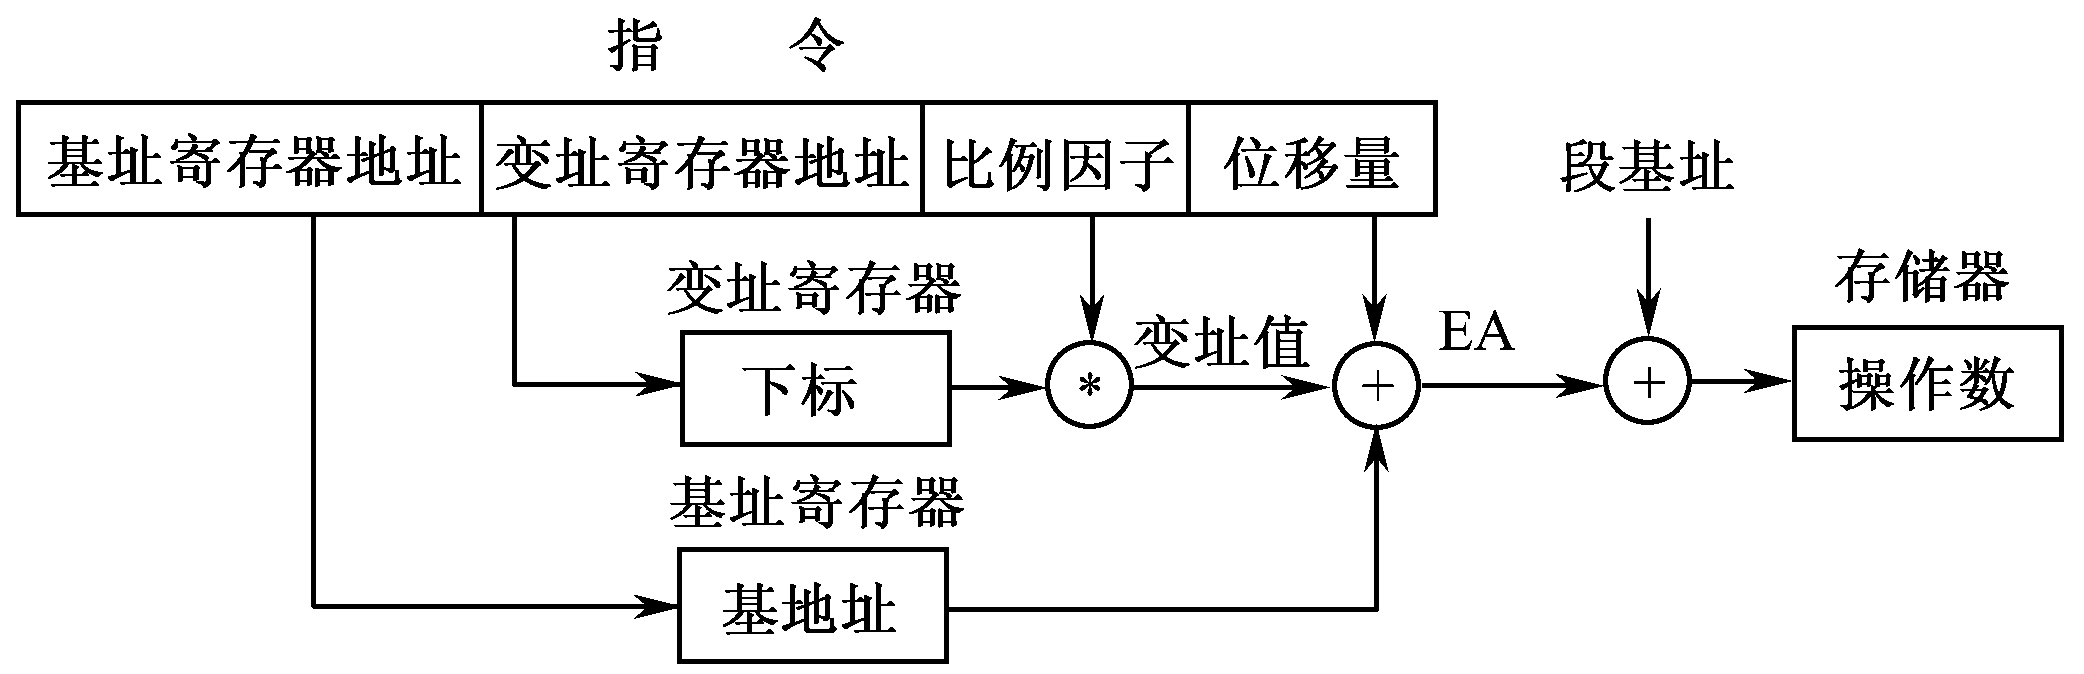 指 令
基址寄存器地址 变址寄存器地址 比例因子 位移量
段基址
变址寄存器
存储器
变址值
EA
下标
*
+
+
操作数
基址寄存器
基地址